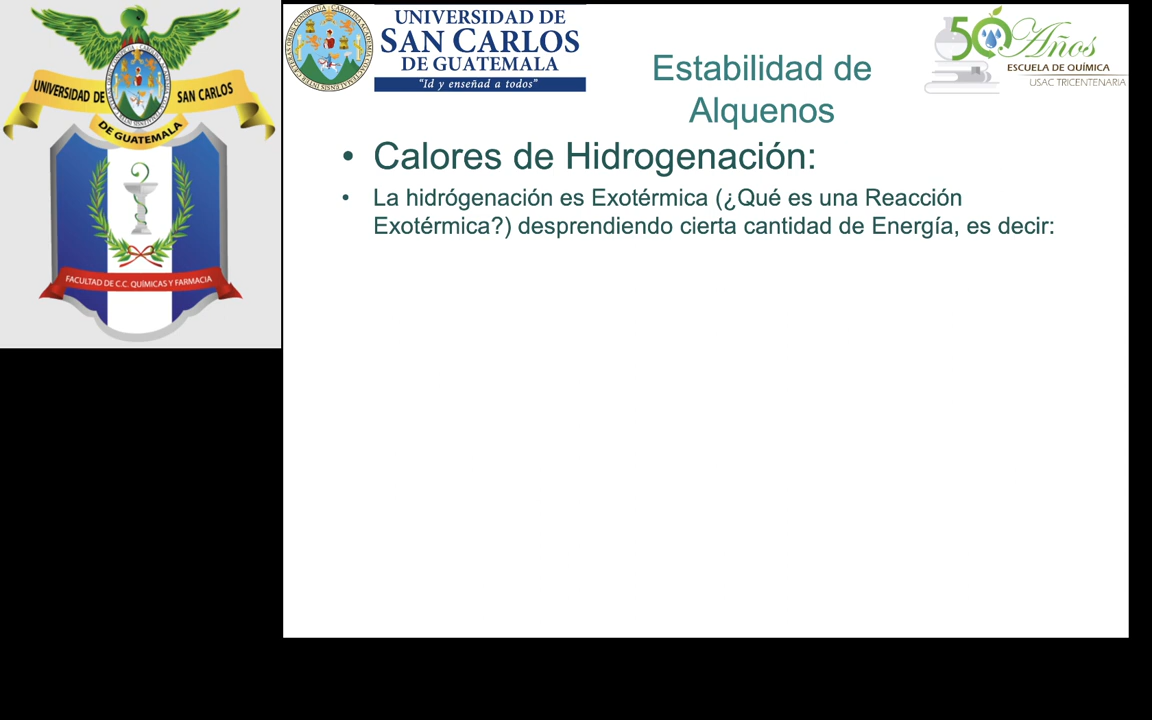 UNIVERSIDAD DE
SAN CARLOS
DE GUATEMALA
FACULTAD DE C.C. QUÍMICAS Y FARMACIA
UNIVERSIDAD DE
SAN CARLOS
DE GUATEMALA
"Id y enseñad a todos"
50 Años
ESCUELA DE QUÍMICA
USAC TRICENTENARIA
Estabilidad de
Alquenos
• Calores de Hidrogenación:
• La hidrógenación es Exotérmica (¿Qué es una Reacción
Exotérmica?) desprendiendo cierta cantidad de Energía, es decir: